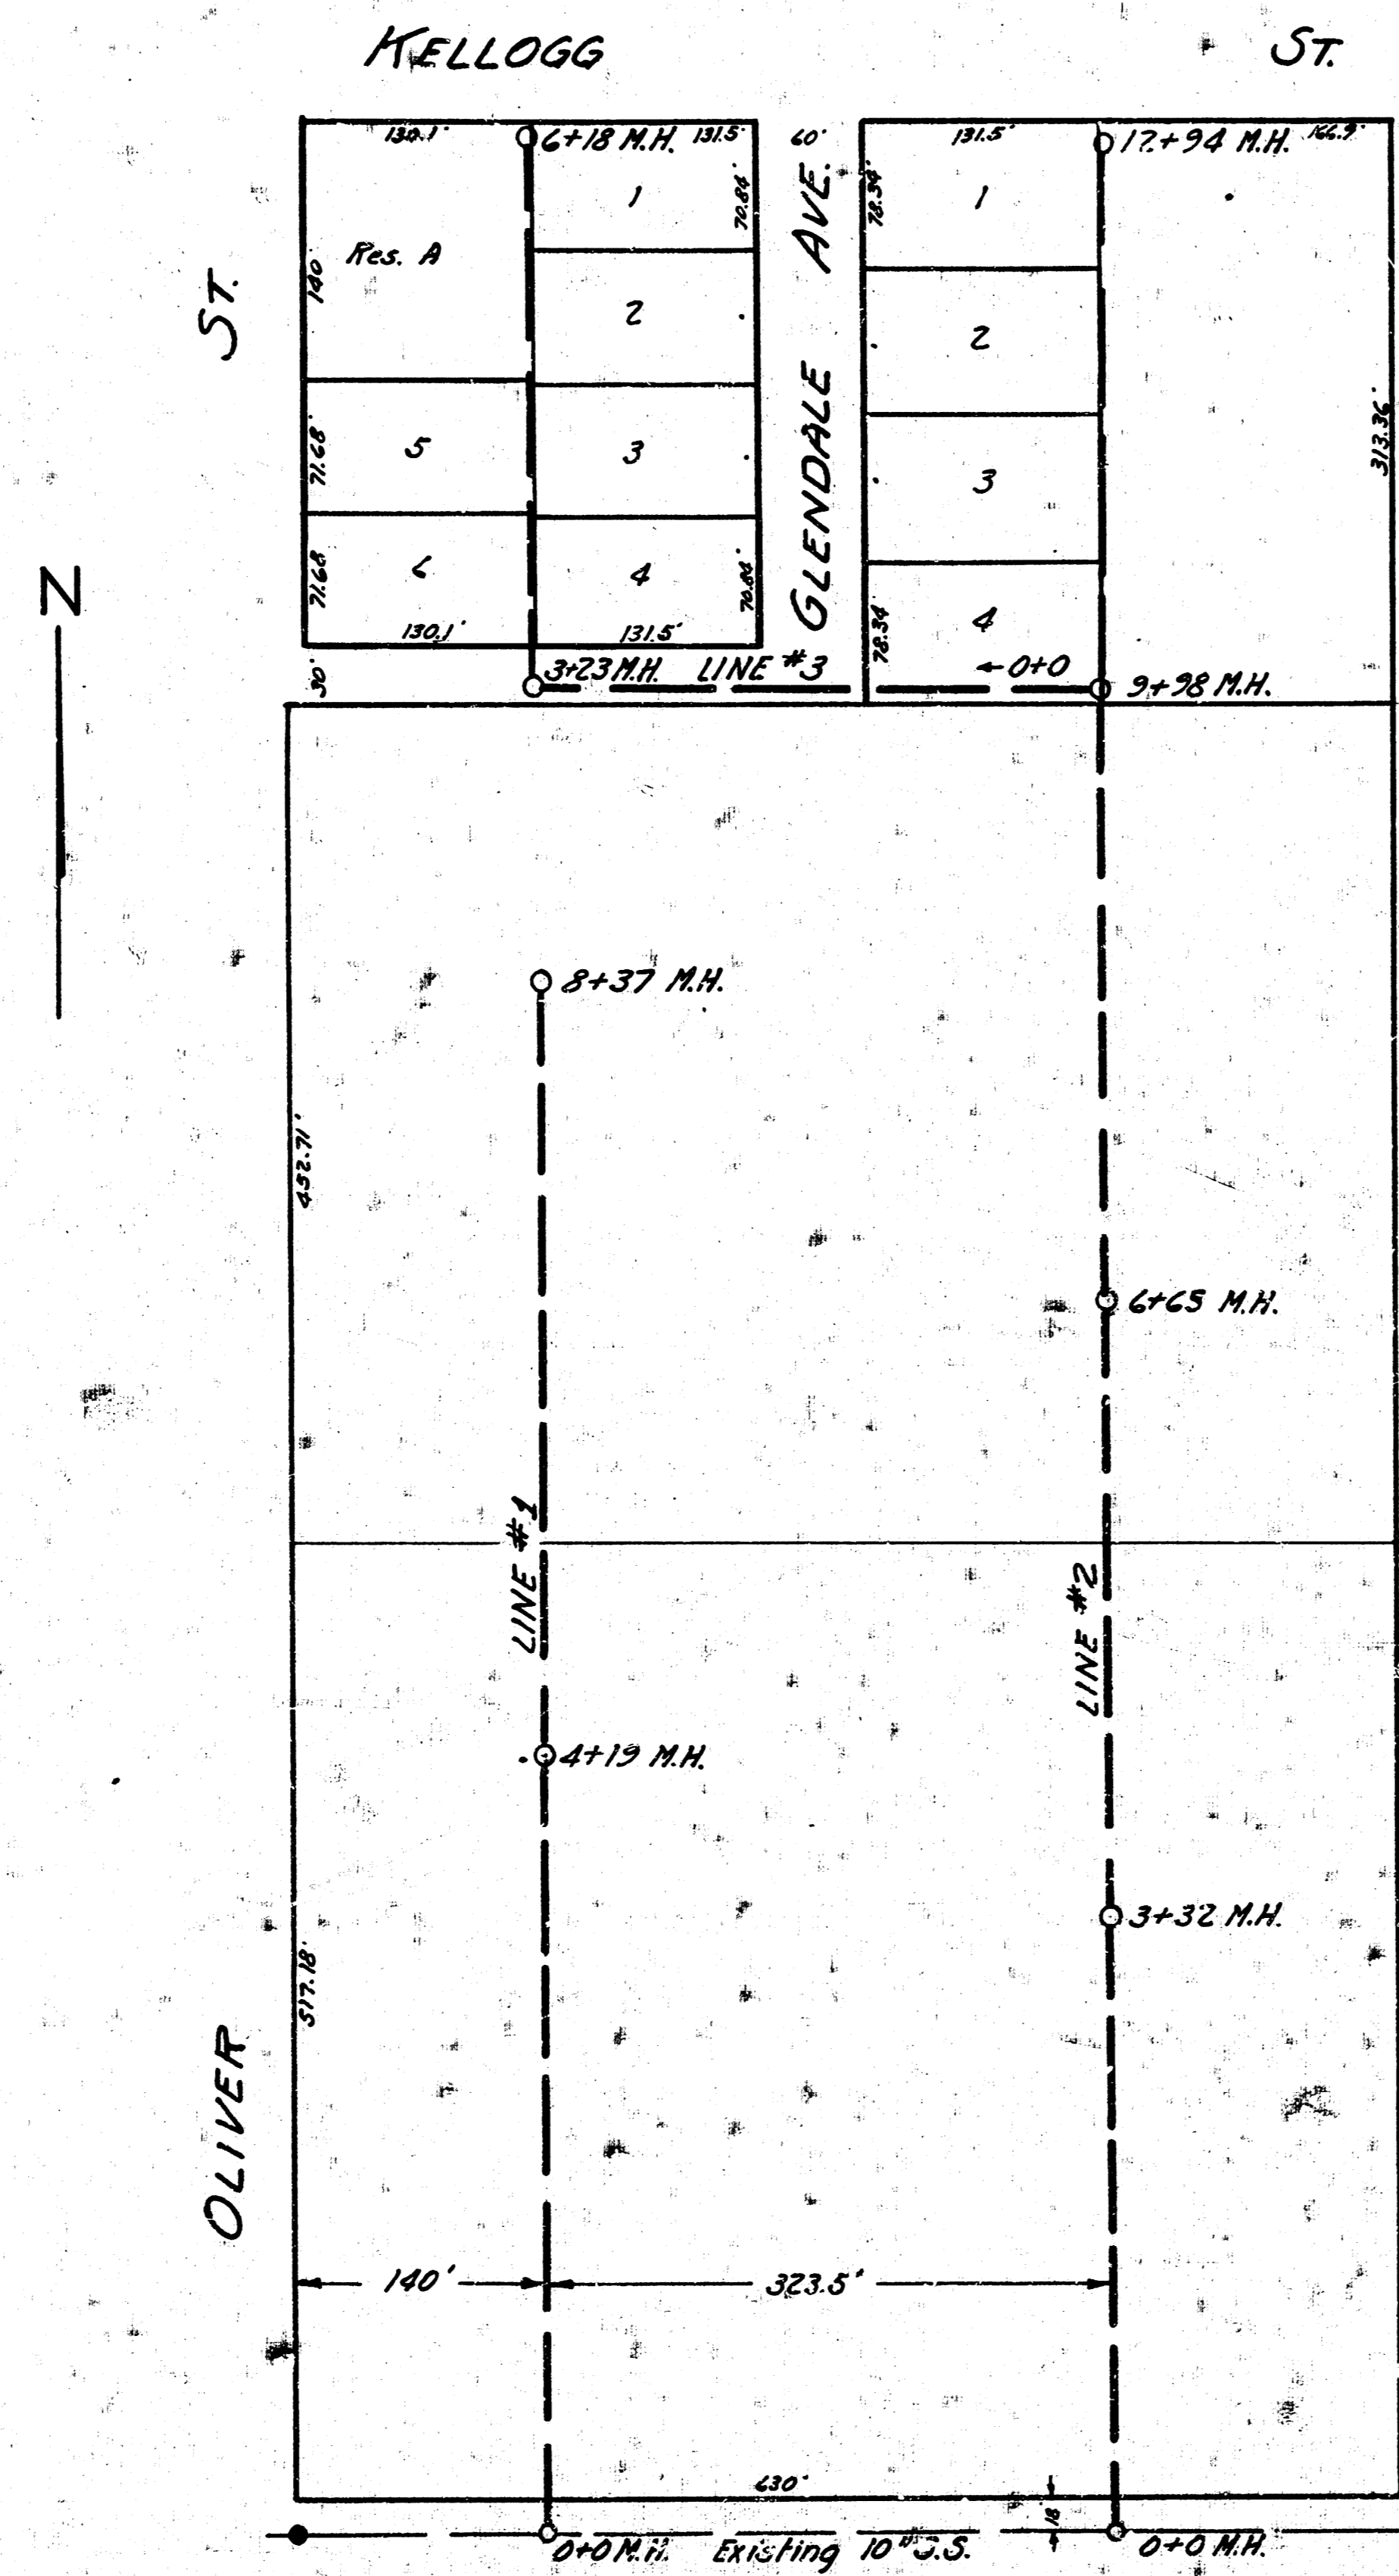 KELLOGG ST.
130.1' 6+18 M.H. 131.5' 60' 131.5' 12+94 M.H. 166.9'
1 70.84' 78.34' 1
Res. A
140'
ST.
GLENDALE AVE.
2 2
313.36'
71.68' 5 3 3
N
71.68 6 4 70.84' 4 78.34'
130.1' 131.5'
30' 3+23 M.H. LINE #3 ←0+0 9+98 M.H.
8+37 M.H.
452.71'
6+65 M.H.
LINE #1
LINE #2
4+19 M.H.
3+32 M.H.
517.18'
OLIVER
140' 323.5'
630'
18'
0+0 M.H. Existing 10" S.S. 0+0 M.H.